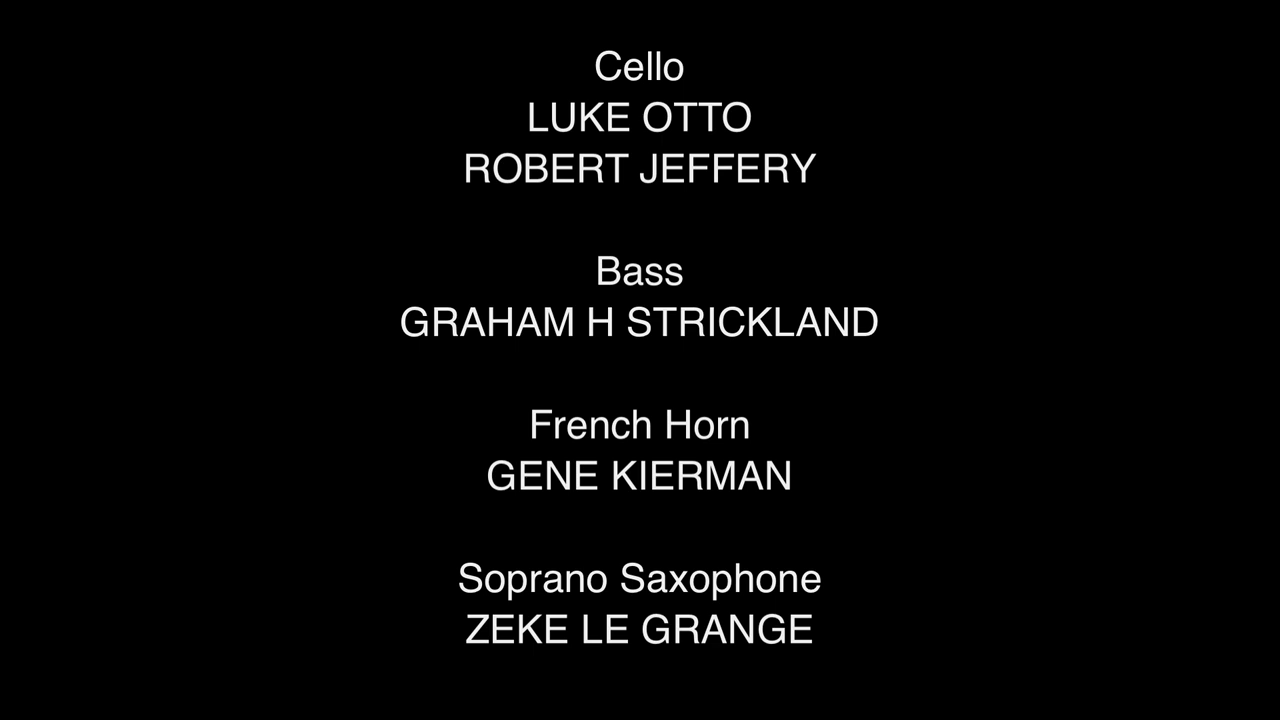 Cello
LUKE OTTO
ROBERT JEFFERY
Bass
GRAHAM H STRICKLAND
French Horn
GENE KIERMAN
Soprano Saxophone
ZEKE LE GRANGE